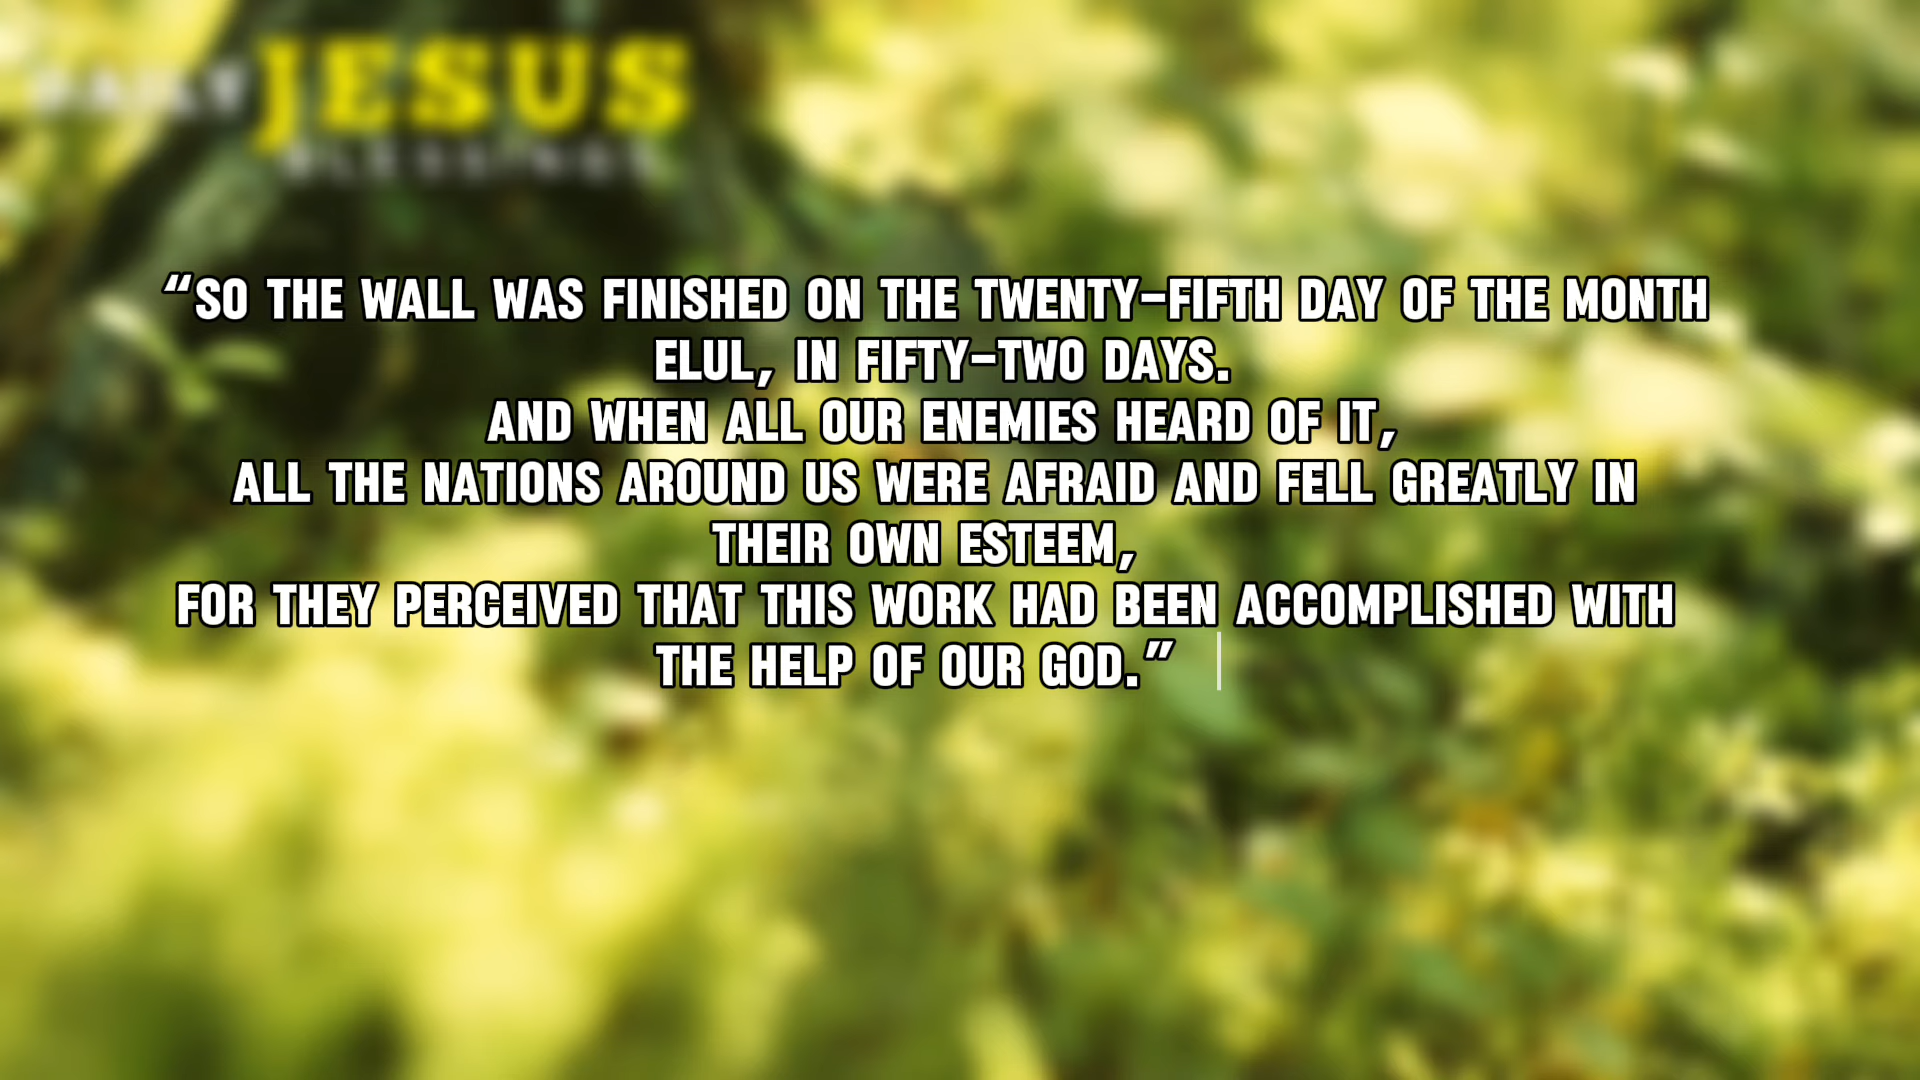 DAILY JESUS
BLESSINGS
“SO THE WALL WAS FINISHED ON THE TWENTY-FIFTH DAY OF THE MONTH
ELUL, IN FIFTY-TWO DAYS.
AND WHEN ALL OUR ENEMIES HEARD OF IT,
ALL THE NATIONS AROUND US WERE AFRAID AND FELL GREATLY IN
THEIR OWN ESTEEM,
FOR THEY PERCEIVED THAT THIS WORK HAD BEEN ACCOMPLISHED WITH
THE HELP OF OUR GOD.”